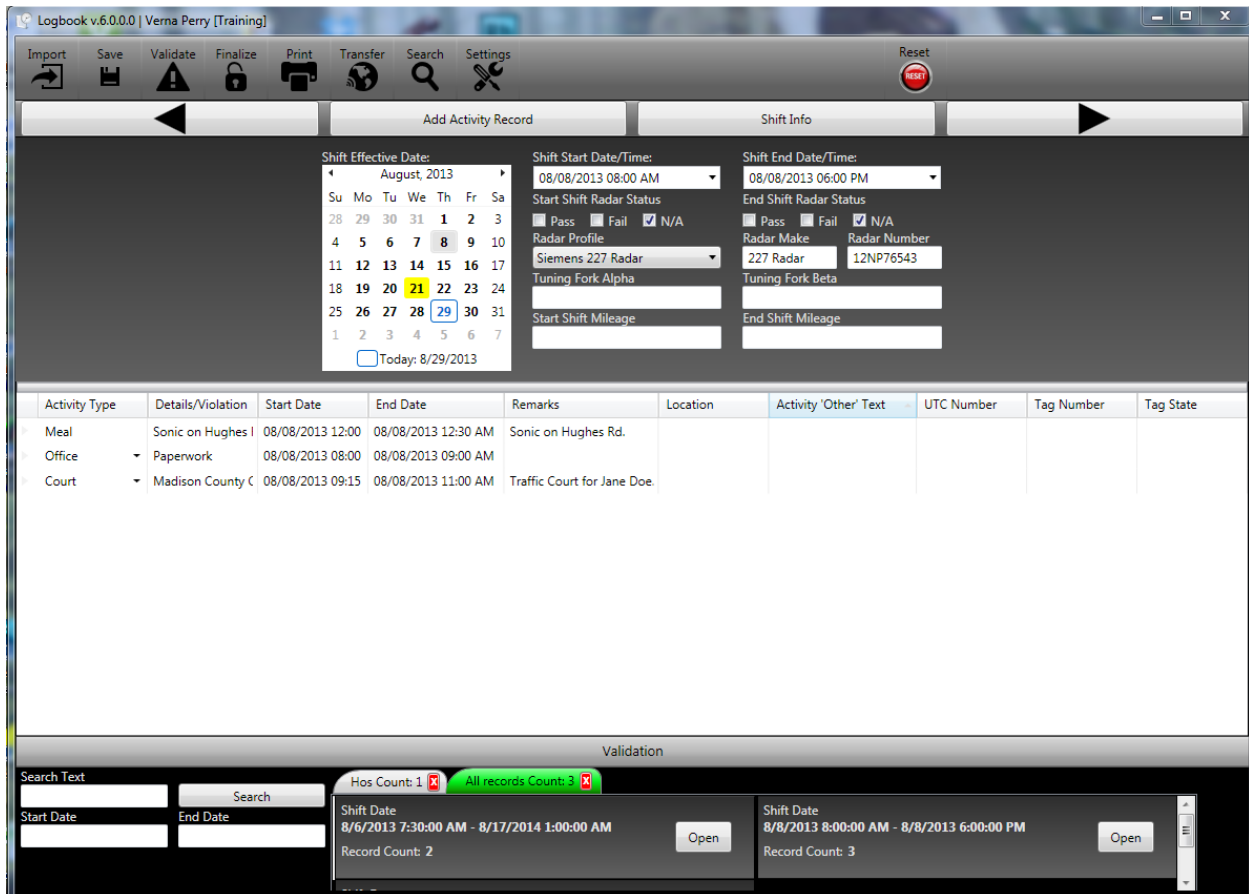 Logbook v.6.0.0.0 | Verna Perry [Training]
Import Save Validate Finalize Print Transfer Search Settings Reset
RESET
Add Activity Record Shift Info
Shift Effective Date: Shift Start Date/Time: Shift End Date/Time:
August, 2013 08/08/2013 08:00 AM 08/08/2013 06:00 PM
Su Mo Tu We Th Fr Sa Start Shift Radar Status End Shift Radar Status
28 29 30 31 1 2 3 Pass Fail N/A Pass Fail N/A
4 5 6 7 8 9 10 Radar Profile Radar Make Radar Number
11 12 13 14 15 16 17 Siemens 227 Radar 227 Radar 12NP76543
18 19 20 21 22 23 24 Tuning Fork Alpha Tuning Fork Beta
25 26 27 28 29 30 31 Start Shift Mileage End Shift Mileage
1 2 3 4 5 6 7
Today: 8/29/2013
Activity Type Details/Violation Start Date End Date Remarks Location Activity 'Other' Text UTC Number Tag Number Tag State
Meal Sonic on Hughes 08/08/2013 12:00 08/08/2013 12:30 AM Sonic on Hughes Rd.
Office Paperwork 08/08/2013 08:00 08/08/2013 09:00 AM
Court Madison County 08/08/2013 09:15 08/08/2013 11:00 AM Traffic Court for Jane Doe.
Validation
Search Text Hos Count: 1 x All records Count: 3 x
Search
Start Date End Date
Shift Date
8/6/2013 7:30:00 AM - 8/17/2014 1:00:00 AM
Record Count: 2
Open
Shift Date
8/8/2013 8:00:00 AM - 8/8/2013 6:00:00 PM
Record Count: 3
Open